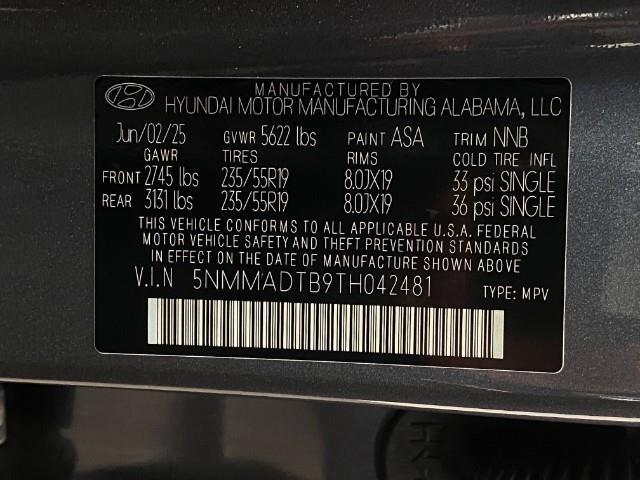 MANUFACTURED BY
HYUNDAI MOTOR MANUFACTURING ALABAMA, LLC
Jun/02/25 GVWR 5622 lbs PAINT ASA TRIM NNB
GAWR TIRES COLD TIRE INFL
FRONT 2745 lbs 235/55R19 8.0JX19 33 psi SINGLE
REAR 3131 lbs 235/55R19 8.0JX19 36 psi SINGLE
THIS VEHICLE CONFORMS TO ALL APPLICABLE U.S.A. FEDERAL
MOTOR VEHICLE SAFETY AND THEFT PREVENTION STANDARDS
IN EFFECT ON THE DATE OF MANUFACTURE SHOWN ABOVE.
V.I.N 5NMMADTB9TH042481 TYPE: MPV